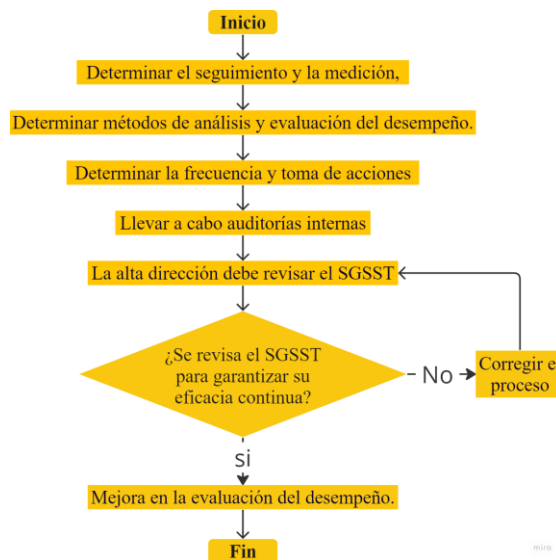 Inicio
Determinar el seguimiento y la medición,
Determinar métodos de análisis y evaluación del desempeño.
Determinar la frecuencia y toma de acciones
Llevar a cabo auditorías internas
La alta dirección debe revisar el SGSST
¿Se revisa el SGSST
para garantizar su
eficacia continua?
No
Corregir e
proceso
si
Mejora en la evaluación del desempeño.
Fin
miro